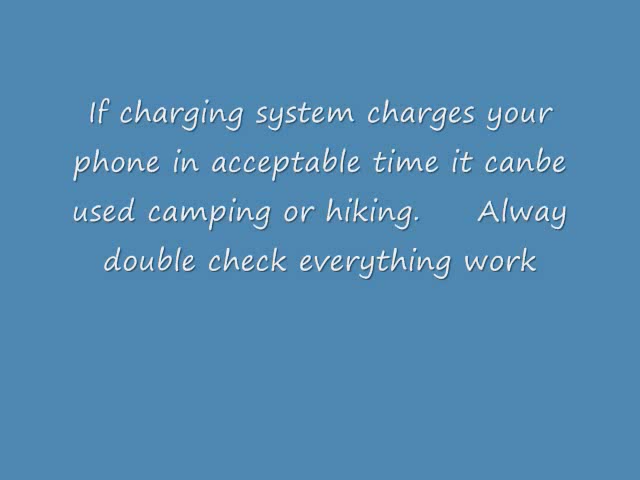 If charging system charges your
phone in acceptable time it canbe
used camping or hiking. Alway
double check everything work